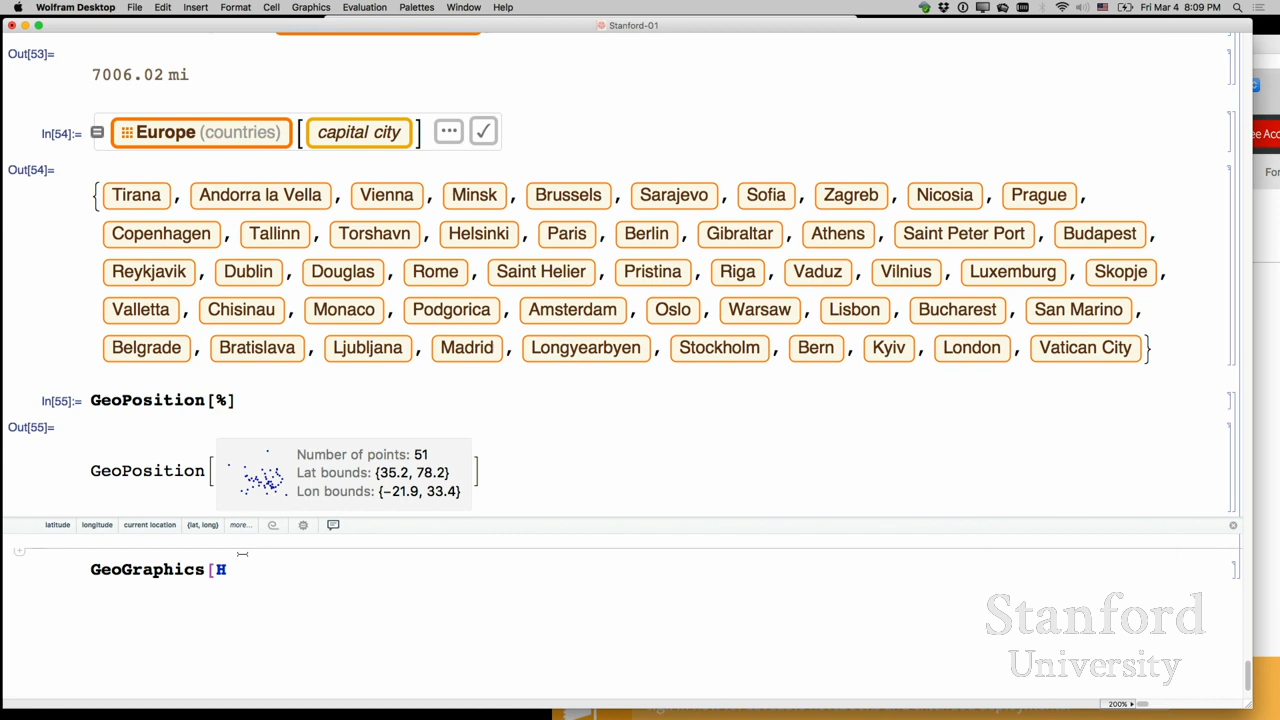 Wolfram Desktop File Edit Insert Format Cell Graphics Evaluation Palettes Window Help Fri Mar 4 8:09 PM
Stanford-01
Out[53]=
7006.02 mi
ee Acc
In[54]:= Europe (countries) [ capital city ] ... ✓
For
Out[54]=
{ Tirana , Andorra la Vella , Vienna , Minsk , Brussels , Sarajevo , Sofia , Zagreb , Nicosia , Prague ,
Copenhagen , Tallinn , Torshavn , Helsinki , Paris , Berlin , Gibraltar , Athens , Saint Peter Port , Budapest ,
Reykjavik , Dublin , Douglas , Rome , Saint Helier , Pristina , Riga , Vaduz , Vilnius , Luxemburg , Skopje ,
Valletta , Chisinau , Monaco , Podgorica , Amsterdam , Oslo , Warsaw , Lisbon , Bucharest , San Marino ,
Belgrade , Bratislava , Ljubljana , Madrid , Longyearbyen , Stockholm , Bern , Kyiv , London , Vatican City }
In[55]:= GeoPosition[%]
Out[55]=
Number of points: 51
GeoPosition[ Lat bounds: {35.2, 78.2} ]
Lon bounds: {−21.9, 33.4}
latitude longitude current location {lat, long} more...
GeoGraphics[H
Stanford
University
200%